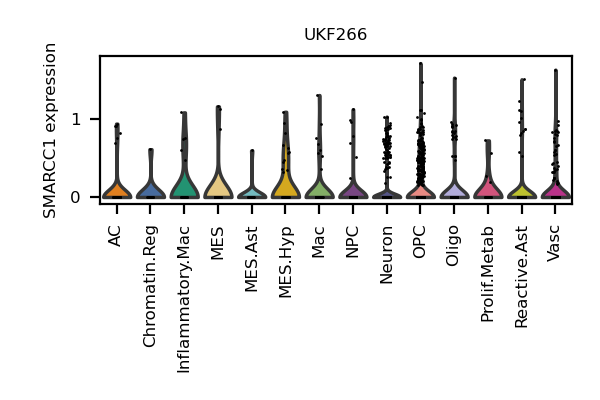 UKF266
SMARCC1 expression
1
0
AC
Chromatin.Reg
Inflammatory.Mac
MES
MES.Ast
MES.Hyp
Mac
NPC
Neuron
OPC
Oligo
Prolif.Metab
Reactive.Ast
Vasc